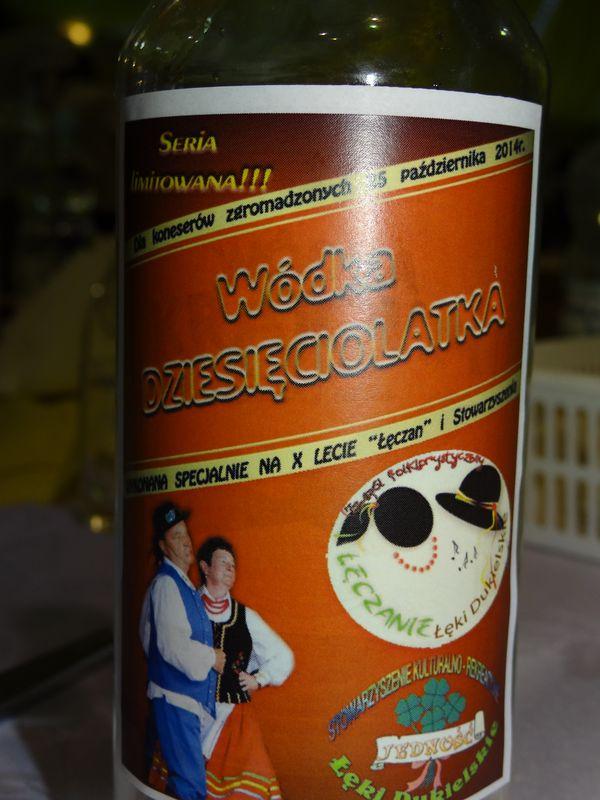 SERIA
LIMITOWANA!!!
Dla koneserów zgromadzonych 25 października 2014r.
WÓdka
DZIESIĘCIOLATKA
WYKONANA SPECJALNIE NA X LECIE "Łęczan" i Stowarzyszenia
Zespół Folklorystyczny
ŁĘCZANIE
Łęki Dukielskie
STOWARZYSZENIE KULTURALNO - REKREACYJNE
JEDNOŚĆ
Łęki Dukielskie